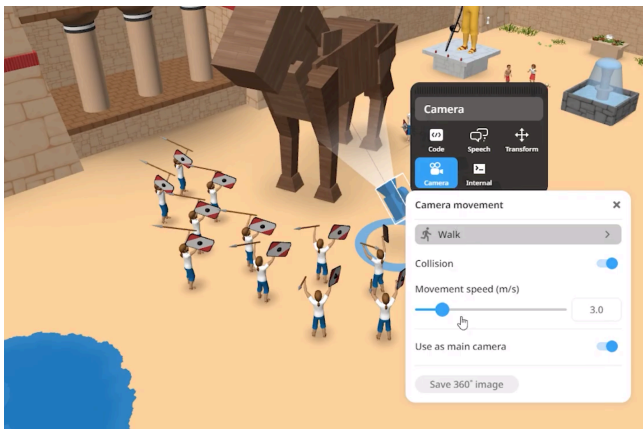 Camera
Code Speech Transform
Camera Internal
Camera movement
Walk
Collision
Movement speed (m/s)
3.0
Use as main camera
Save 360° image